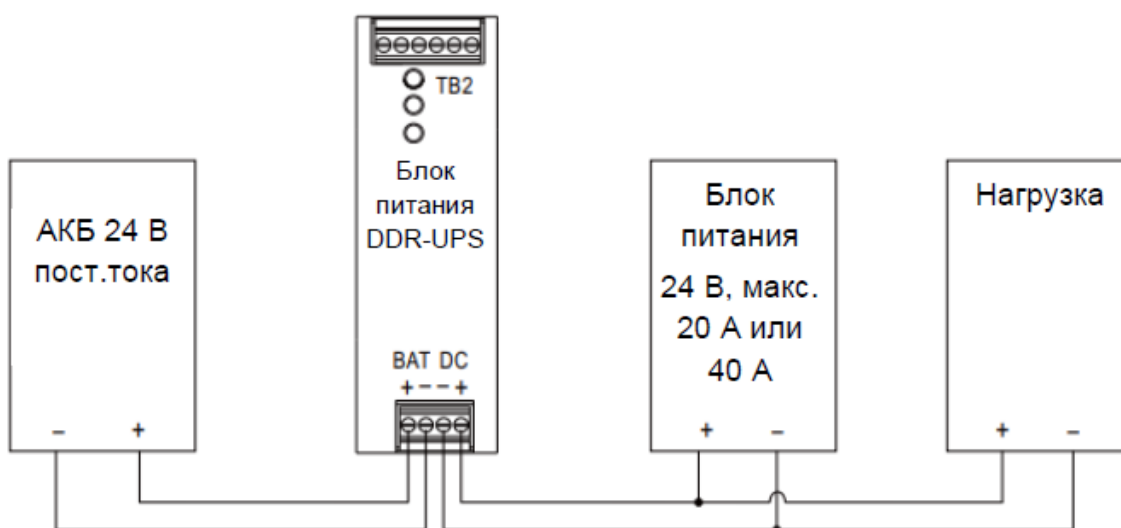 TB2
Блок
питания
DDR-UPS
BAT DC
+ − − +
АКБ 24 В
пост.тока
− +
Блок
питания
24 В, макс.
20 А или
40 А
+ −
Нагрузка
+ −